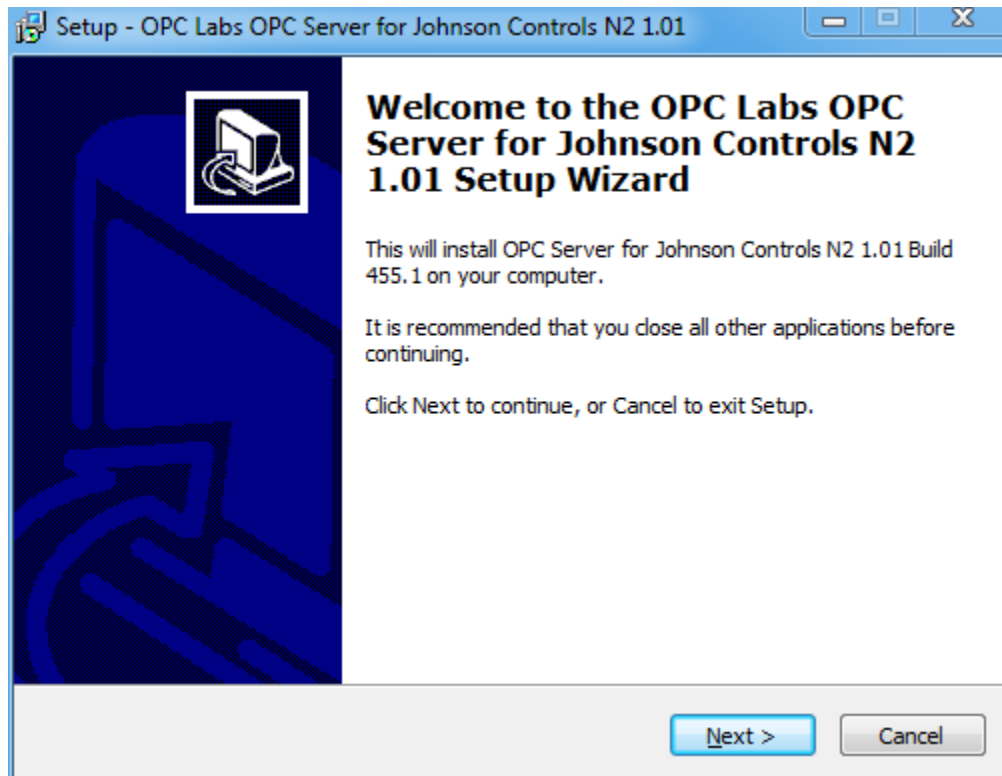 Setup - OPC Labs OPC Server for Johnson Controls N2 1.01
Welcome to the OPC Labs OPC
Server for Johnson Controls N2
1.01 Setup Wizard
This will install OPC Server for Johnson Controls N2 1.01 Build
455.1 on your computer.
It is recommended that you close all other applications before
continuing.
Click Next to continue, or Cancel to exit Setup.
Next >
Cancel